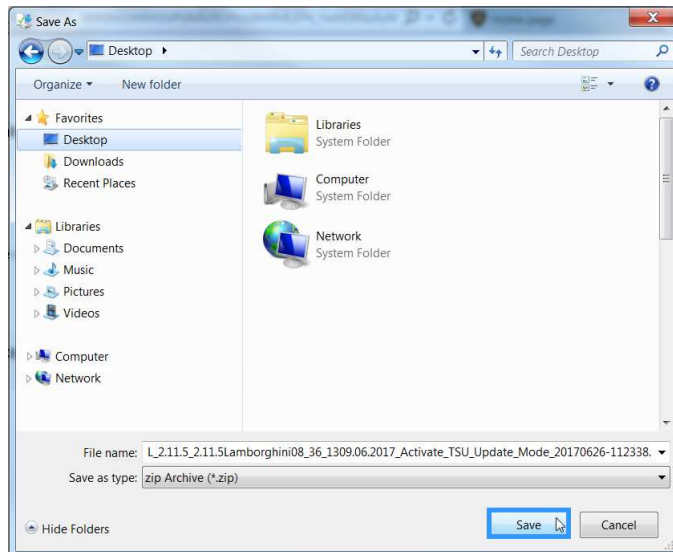 Save As
Desktop
Search Desktop
Organize New folder
Favorites
Desktop
Downloads
Recent Places
Libraries
Documents
Music
Pictures
Videos
Computer
Network
Libraries
System Folder
Computer
System Folder
Network
System Folder
File name: L_2.11.5_2.11.5Lamborghini08_36_1309.06.2017_Activate_TSU_Update_Mode_20170626-112338.
Save as type: zip Archive (*.zip)
Hide Folders
Save Cancel